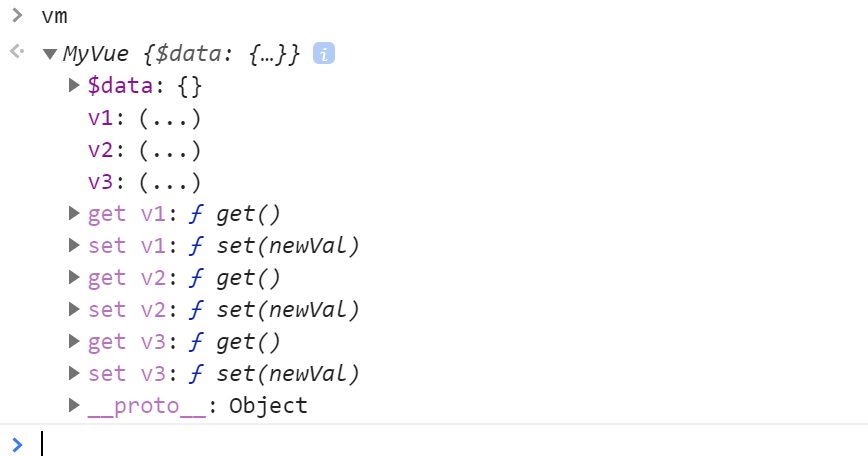 > vm
MyVue {$data: {…}} i
$data: {}
v1: (...)
v2: (...)
v3: (...)
get v1: ƒ get()
set v1: ƒ set(newVal)
get v2: ƒ get()
set v2: ƒ set(newVal)
get v3: ƒ get()
set v3: ƒ set(newVal)
__proto__: Object
>